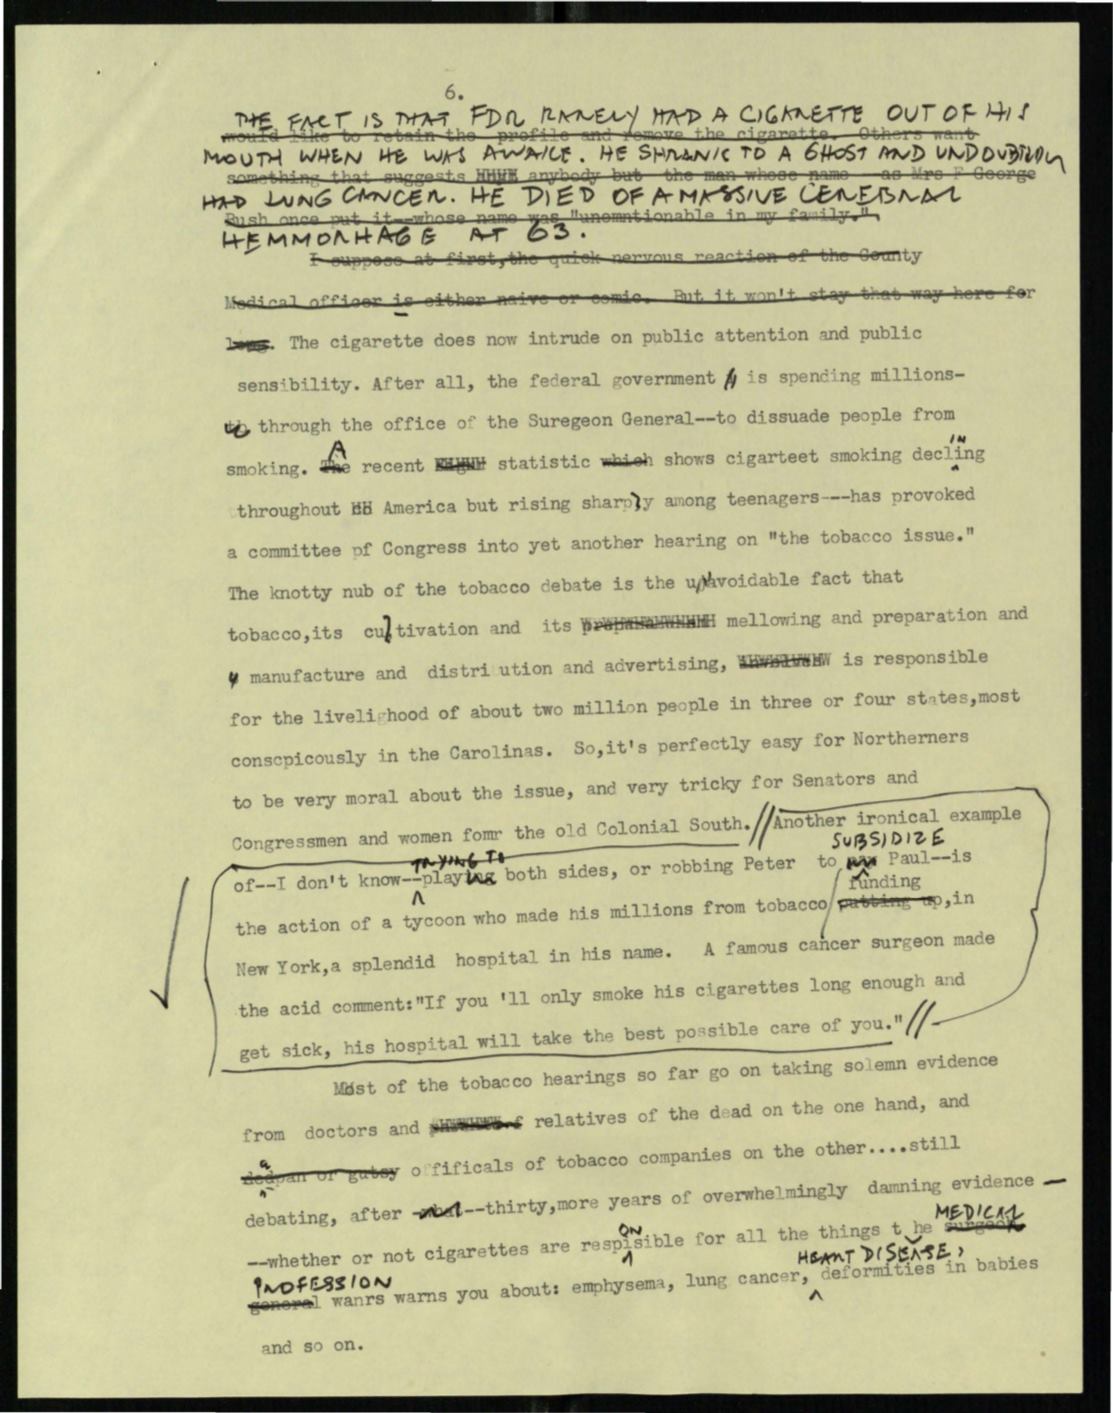 6.
THE FACT IS THAT FDR RARELY HAD A CIGARETTE OUT OF HIS
would like to retain the profile and remove the cigarette. Others want
MOUTH WHEN HE WAS AWAKE. HE SHRANK TO A GHOST AND UNDOUBTEDLY
something that suggests anybody but the man whose name --as Mrs F George
HAD LUNG CANCER. HE DIED OF A MASSIVE CEREBRAL
Bush once put it--whose name was "unemntionable in my family."
HEMMORHAGE AT 63.
I suppose at first,the quick nervous reaction of the County
Medical officer is either naive or comic. But it won't stay that way here for
long. The cigarette does now intrude on public attention and public
sensibility. After all, the federal government is spending millions-
through the office of the Suregeon General--to dissuade people from
A
smoking. The recent statistic which shows cigarteet smoking decling
IN
throughout America but rising sharply among teenagers---has provoked
a committee pf Congress into yet another hearing on "the tobacco issue."
The knotty nub of the tobacco debate is the unavoidable fact that
tobacco,its cultivation and its mellowing and preparation and
manufacture and distri ution and advertising, is responsible
for the livelighood of about two million people in three or four states,most
conscpicously in the Carolinas. So,it's perfectly easy for Northerners
to be very moral about the issue, and very tricky for Senators and
Congressmen and women fomr the old Colonial South.//Another ironical example
TRYING TO SUBSIDIZE
of--I don't know--playing both sides, or robbing Peter to Paul--is
funding
the action of a tycoon who made his millions from tobacco putting up,in
New York,a splendid hospital in his name. A famous cancer surgeon made
the acid comment:"If you 'll only smoke his cigarettes long enough and
get sick, his hospital will take the best possible care of you."//
Most of the tobacco hearings so far go on taking solemn evidence
from doctors and relatives of the dead on the one hand, and
a
dedpan or gutsy offificals of tobacco companies on the other....still
debating, after --thirty,more years of overwhelmingly damning evidence —
ON MEDICAL
--whether or not cigarettes are respisible for all the things t he surgeon
PROFESSION HEART DISEASE,
general wanrs warns you about: emphysema, lung cancer, deformities in babies
and so on.